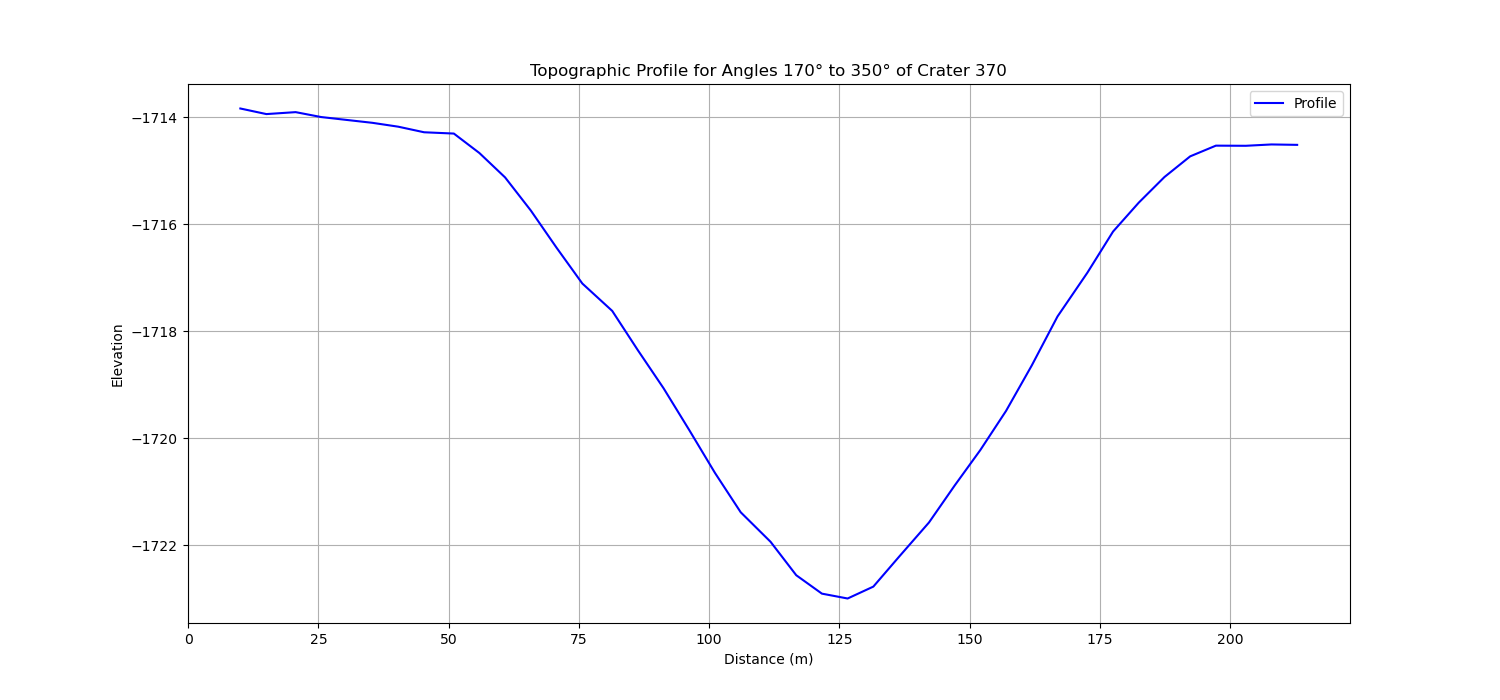 Topographic Profile for Angles 170° to 350° of Crater 370
Profile
−1714
−1716
−1718
−1720
−1722
Elevation
0 25 50 75 100 125 150 175 200
Distance (m)